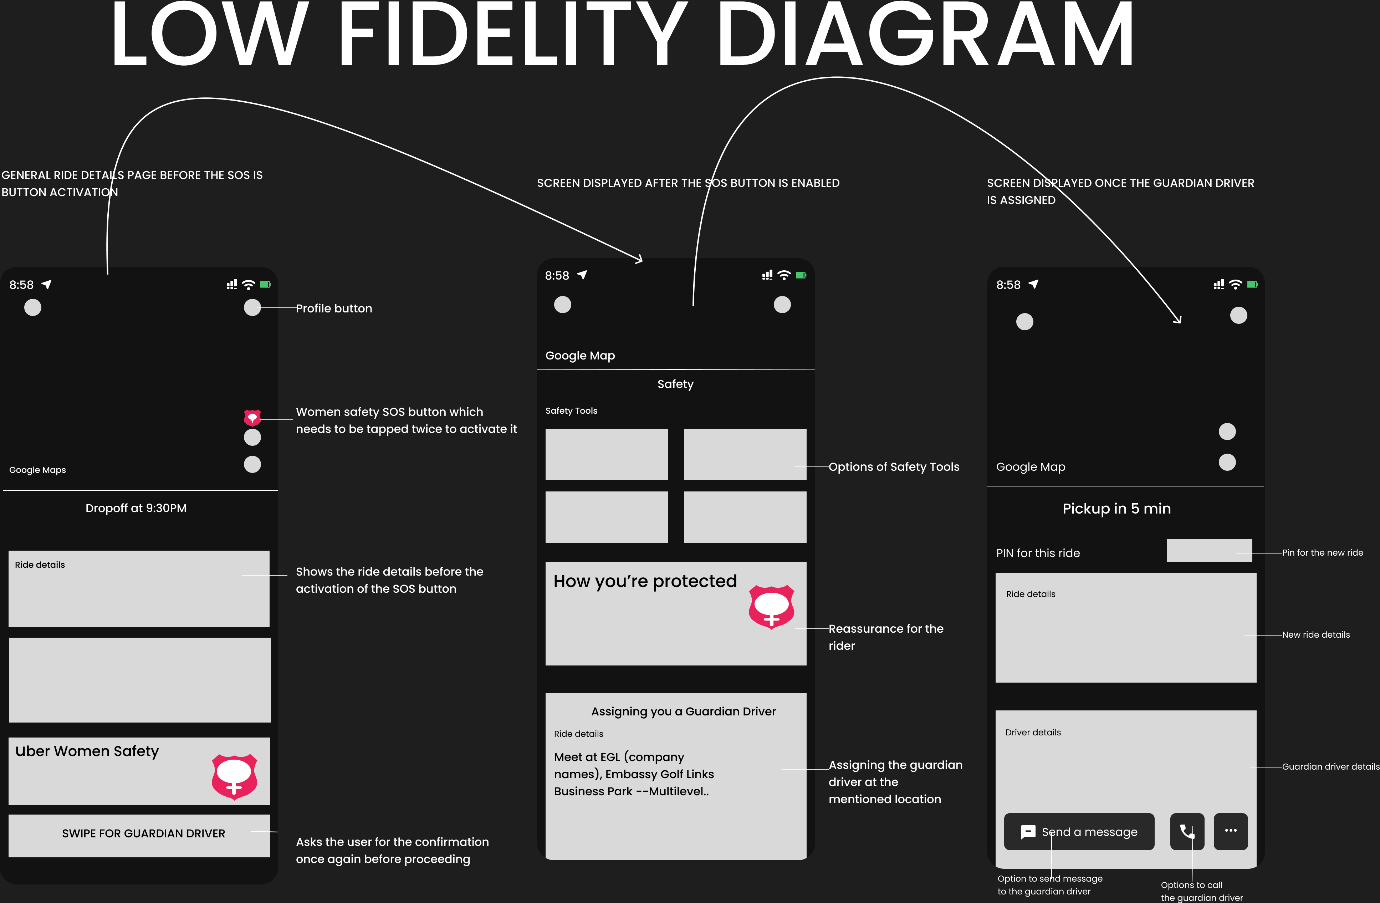 LOW FIDELITY DIAGRAM
GENERAL RIDE DETAILS PAGE BEFORE THE SOS IS
BUTTON ACTIVATION
8:58
Profile button
Women safety SOS button which
needs to be tapped twice to activate it
Google Maps
Dropoff at 9:30PM
Ride details
Shows the ride details before the
activation of the SOS button
Uber Women Safety
SWIPE FOR GUARDIAN DRIVER
Asks the user for the confirmation
once again before proceeding
SCREEN DISPLAYED AFTER THE SOS BUTTON IS ENABLED
8:58
Google Map
Safety
Safety Tools
Options of Safety Tools
How you're protected
Reassurance for the
rider
Assigning you a Guardian Driver
Ride details
Meet at EGL (company
names), Embassy Golf Links
Business Park --Multilevel..
Assigning the guardian
driver at the
mentioned location
SCREEN DISPLAYED ONCE THE GUARDIAN DRIVER
IS ASSIGNED
8:58
Google Map
Pickup in 5 min
PIN for this ride
Pin for the new ride
Ride details
New ride details
Driver details
Guardian driver details
Send a message
Option to send message
to the guardian driver
Options to call
the guardian driver